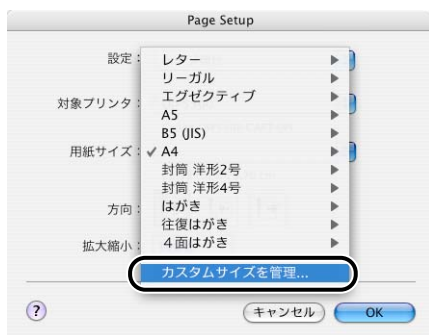 Page Setup
設定：
対象プリンタ：
用紙サイズ：
方向：
拡大縮小：
レター
リーガル
エグゼクティブ
A5
B5 (JIS)
✓ A4
封筒 洋形2号
封筒 洋形4号
はがき
往復はがき
４面はがき
カスタムサイズを管理...
?
キャンセル
OK